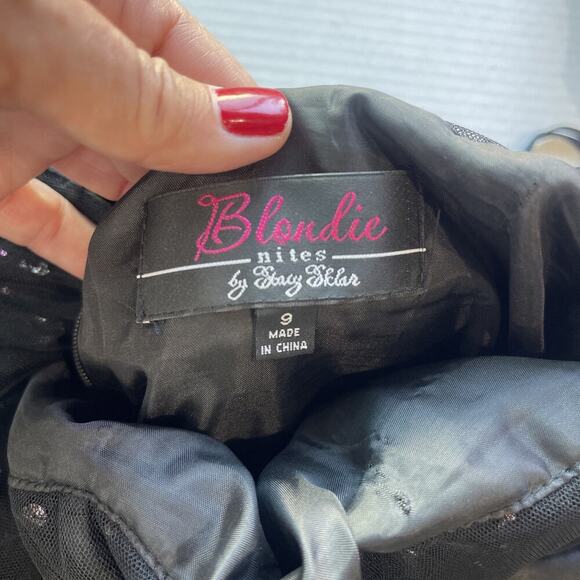 Blondie
nites
by Stacy Sklar
9
MADE
IN CHINA